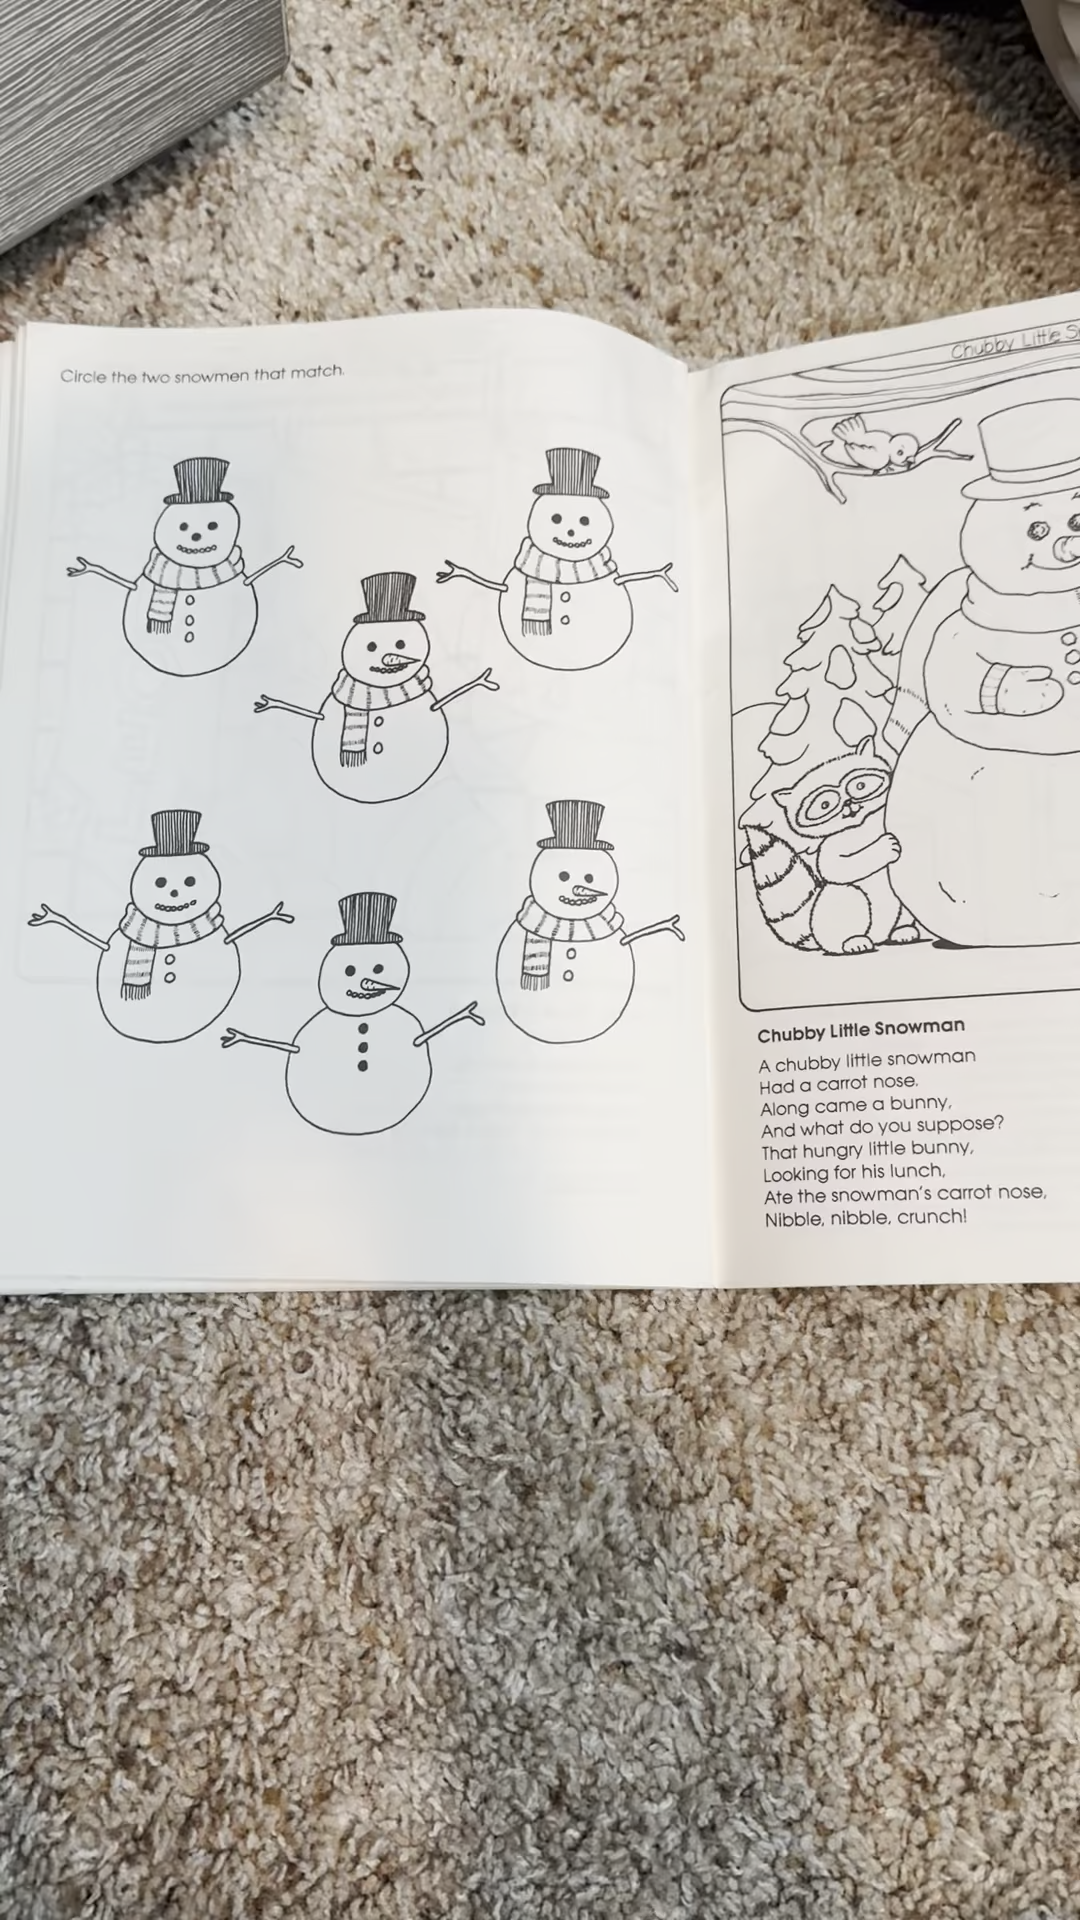 Circle the two snowmen that match.
Chubby Little
Chubby Little Snowman
A chubby little snowman
Had a carrot nose.
Along came a bunny,
And what do you suppose?
That hungry little bunny,
Looking for his lunch,
Ate the snowman's carrot nose,
Nibble, nibble, crunch!